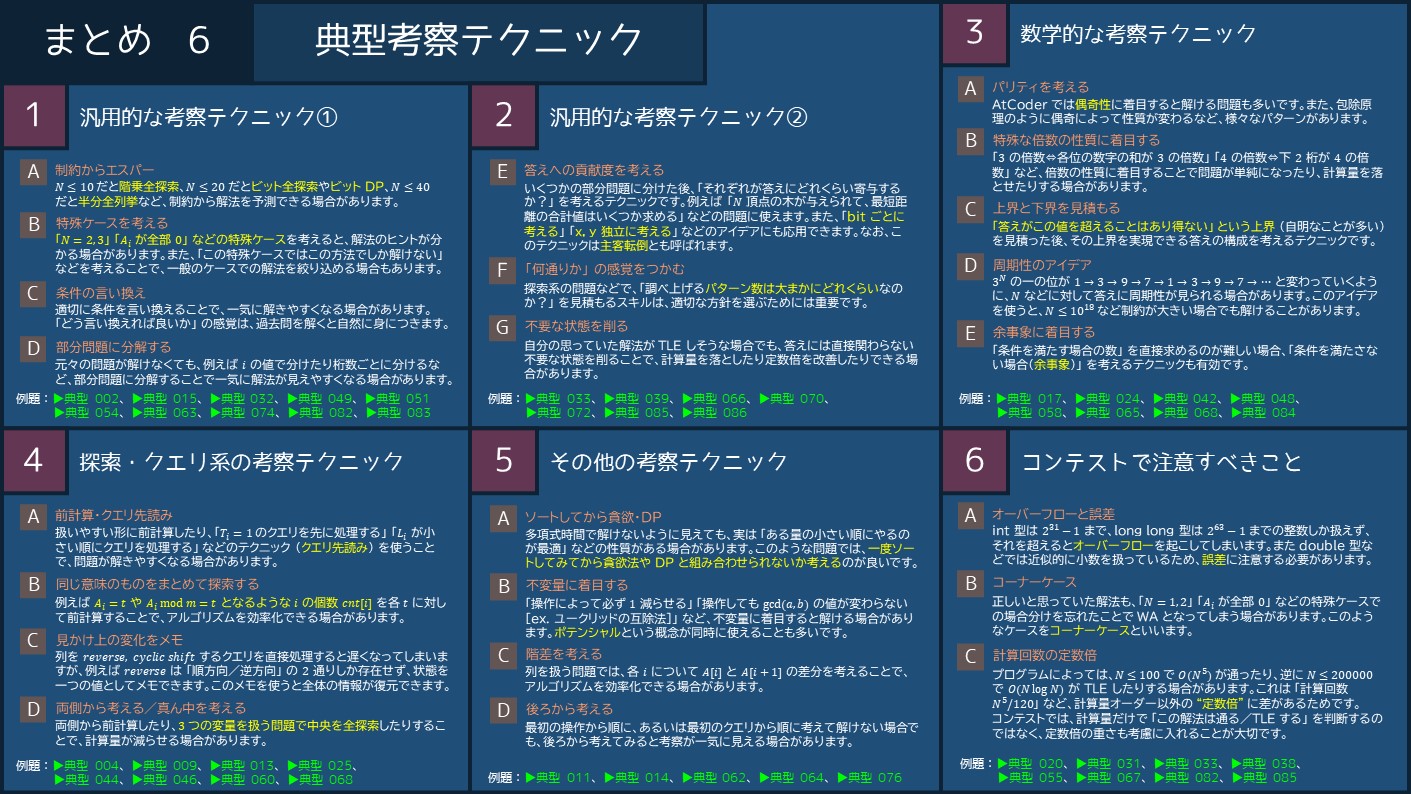 まとめ 6
典型考察テクニック
1
汎用的な考察テクニック①
A
制約からエスパー
N ≤ 10 だと階乗全探索、N ≤ 20 だとビット全探索やビット DP、N ≤ 40
だと半分全列挙など、制約から解法を予測できる場合があります。
B
特殊ケースを考える
「N = 2, 3」「Aᵢ が全部 0」などの特殊ケースを考えると、解法のヒントが分
かる場合があります。また、「この特殊ケースではこの方法でしか解けない」
などを考えることで、一般のケースでの解法を絞り込める場合もあります。
C
条件の言い換え
適切に条件を言い換えることで、一気に解きやすくなる場合があります。
「どう言い換えれば良いか」の感覚は、過去問を解くと自然に身につきます。
D
部分問題に分解する
元々の問題が解けなくても、例えば i の値で分けたり桁数ごとに分けるな
ど、部分問題に分解することで一気に解法が見えやすくなる場合があります。
例題：▶典型 002、▶典型 015、▶典型 032、▶典型 049、▶典型 051
▶典型 054、▶典型 063、▶典型 074、▶典型 082、▶典型 083
2
汎用的な考察テクニック②
E
答えへの貢献度を考える
いくつかの部分問題に分けた後、「それぞれが答えにどれくらい寄与する
か？」を考えるテクニックです。例えば「N 頂点の木が与えられて、最短距
離の合計値はいくつか求める」などの問題に使えます。また、「bit ごとに
考える」「x, y 独立に考える」などのアイデアにも応用できます。なお、こ
のテクニックは主客転倒とも呼ばれます。
F
「何通りか」の感覚をつかむ
探索系の問題などで、「調べ上げるパターン数は大まかにどれくらいなの
か？」を見積もるスキルは、適切な方針を選ぶためには重要です。
G
不要な状態を削る
自分の思っていた解法が TLE しそうな場合でも、答えには直接関わらない
不要な状態を削ることで、計算量を落としたり定数倍を改善したりできる場
合があります。
例題：▶典型 033、▶典型 039、▶典型 066、▶典型 070、
▶典型 072、▶典型 085、▶典型 086
3
数学的な考察テクニック
A
パリティを考える
AtCoder では偶奇性に着目すると解ける問題も多いです。また、包除原
理のように偶奇によって性質が変わるなど、様々なパターンがあります。
B
特殊な倍数の性質に着目する
「3 の倍数⇔各位の数字の和が 3 の倍数」「4 の倍数⇔下 2 桁が 4 の倍
数」など、倍数の性質に着目することで問題が単純になったり、計算量を落
とせたりする場合があります。
C
上界と下界を見積もる
「答えがこの値を超えることはあり得ない」という上界（自明なことが多い）
を見積った後、その上界を実現できる答えの構成を考えるテクニックです。
D
周期性のアイデア
3ᴺ の一の位が 1 → 3 → 9 → 7 → 1 → 3 → 9 → 7 → ⋯ と変わっていくよう
に、N などに対して答えに周期性が見られる場合があります。このアイデア
を使うと、N ≤ 10¹⁸ など制約が大きい場合でも解けることがあります。
E
余事象に着目する
「条件を満たす場合の数」を直接求めるのが難しい場合、「条件を満たさな
い場合（余事象）」を考えるテクニックも有効です。
例題：▶典型 017、▶典型 024、▶典型 042、▶典型 048、
▶典型 058、▶典型 065、▶典型 068、▶典型 084
4
探索・クエリ系の考察テクニック
A
前計算・クエリ先読み
扱いやすい形に前計算したり、「Tᵢ = 1 のクエリを先に処理する」「Lᵢ が小
さい順にクエリを処理する」などのテクニック（クエリ先読み）を使うこと
で、問題が解きやすくなる場合があります。
B
同じ意味のものをまとめて探索する
例えば Aᵢ = t や Aᵢ mod m = t となるような i の個数 cnt[i] を各 t に対し
て前計算することで、アルゴリズムを効率化できる場合があります。
C
見かけ上の変化をメモ
列を reverse, cyclic shift するクエリを直接処理すると遅くなってしまいま
すが、例えば reverse は「順方向／逆方向」の 2 通りしか存在せず、状態を
一つの値としてメモできます。このメモを使うと全体の情報が復元できます。
D
両側から考える／真ん中を考える
両側から前計算したり、3 つの変量を扱う問題で中央を全探索したりするこ
とで、計算量が減らせる場合があります。
例題：▶典型 004、▶典型 009、▶典型 013、▶典型 025、
▶典型 044、▶典型 046、▶典型 060、▶典型 068
5
その他の考察テクニック
A
ソートしてから貪欲・DP
多項式時間で解けないように見えても、実は「ある量の小さい順にやるの
が最適」などの性質がある場合があります。このような問題では、一度ソー
トしてみてから貪欲法や DP と組み合わせられないか考えるのが良いです。
B
不変量に着目する
「操作によって必ず 1 減らせる」「操作しても gcd(a, b) の値が変わらない
［ex. ユークリッドの互除法］」など、不変量に着目すると解ける場合があり
ます。ポテンシャルという概念が同時に使えることも多いです。
C
階差を考える
列を扱う問題では、各 i について A[i] と A[i + 1] の差分を考えることで、
アルゴリズムを効率化できる場合があります。
D
後ろから考える
最初の操作から順に、あるいは最初のクエリから順に考えて解けない場合で
も、後ろから考えてみると考察が一気に見える場合があります。
例題：▶典型 011、▶典型 014、▶典型 062、▶典型 064、▶典型 076
6
コンテストで注意すべきこと
A
オーバーフローと誤差
int 型は 2³¹ − 1 まで、long long 型は 2⁶³ − 1 までの整数しか扱えず、
それを超えるとオーバーフローを起こしてしまいます。また double 型な
どでは近似的に小数を扱っているため、誤差に注意する必要があります。
B
コーナーケース
正しいと思っていた解法も、「N = 1, 2」「Aᵢ が全部 0」などの特殊ケースで
の場合分けを忘れたことで WA となってしまう場合があります。このよう
なケースをコーナーケースといいます。
C
計算回数の定数倍
プログラムによっては、N ≤ 100 で O(N⁵) が通ったり、逆に N ≤ 200000
で O(N log N) が TLE したりする場合があります。これは「計算回数
N⁵/120」など、計算量オーダー以外の “定数倍” に差があるためです。
コンテストでは、計算量だけで「この解法は通る／TLE する」を判断するの
ではなく、定数倍の重さも考慮に入れることが大切です。
例題：▶典型 020、▶典型 031、▶典型 033、▶典型 038、
▶典型 055、▶典型 067、▶典型 082、▶典型 085